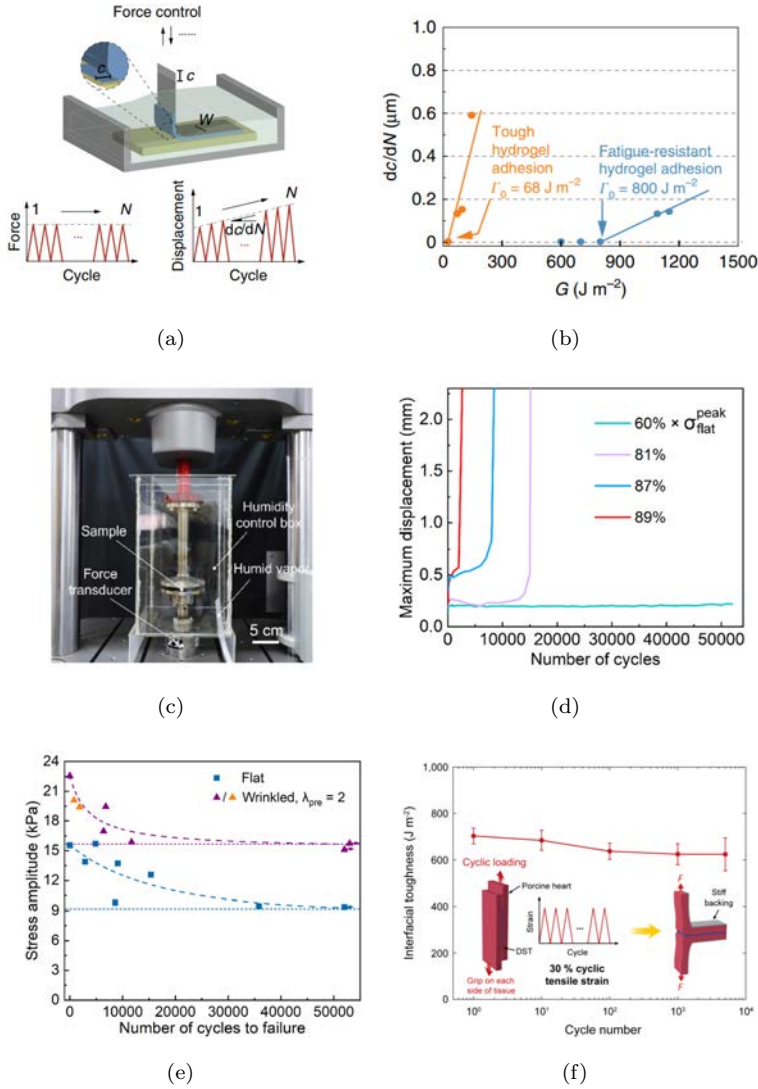 Force control
......
c
c
W
Force
1
N
...
Cycle
Displacement
1
N
dc/dN
...
Cycle
(a)
dc/dN (μm)
0.8
0.6
0.4
0.2
0
0
300
600
900
1200
1500
G (J m⁻²)
Tough
hydrogel
adhesion
Γ₀ = 68 J m⁻²
Fatigue-resistant
hydrogel adhesion
Γ₀ = 800 J m⁻²
(b)
Sample
Force
transducer
Humidity
control box
Humid vapor
5 cm
(c)
Maximum displacement (mm)
2.0
1.5
1.0
0.5
0.0
0
10000
20000
30000
40000
50000
Number of cycles
60% × σ_flat^peak
81%
87%
89%
(d)
Stress amplitude (kPa)
24
21
18
15
12
9
6
3
0
0
10000
20000
30000
40000
50000
Number of cycles to failure
Flat
/ Wrinkled, λpre = 2
(e)
Interfacial toughness (J m⁻²)
1,000
800
600
400
200
0
10⁰
10¹
10²
10³
10⁴
Cycle number
Cyclic loading
Porcine heart
DST
Grip on each
side of tissue
Strain
...
Cycle
30 % cyclic
tensile strain
F
Stiff
backing
F
(f)